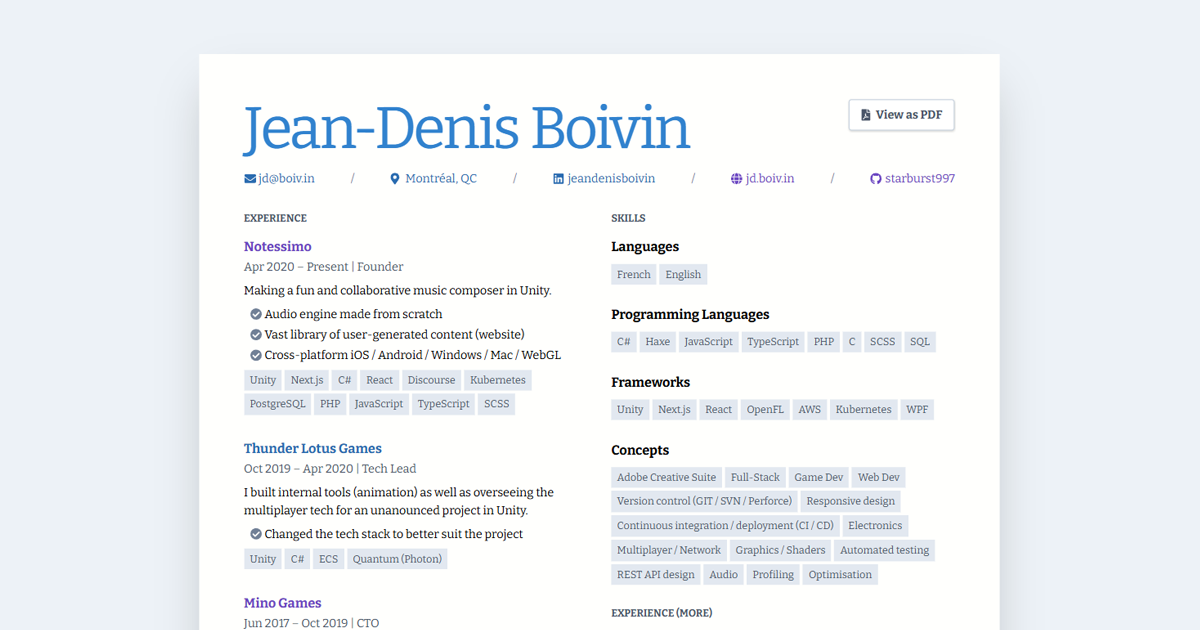 Jean-Denis Boivin
View as PDF
jd@boiv.in / Montréal, QC / jeandenisboivin / jd.boiv.in / starburst997
EXPERIENCE
Notessimo
Apr 2020 – Present | Founder
Making a fun and collaborative music composer in Unity.
Audio engine made from scratch
Vast library of user-generated content (website)
Cross-platform iOS / Android / Windows / Mac / WebGL
Unity Next.js C# React Discourse Kubernetes
PostgreSQL PHP JavaScript TypeScript SCSS
Thunder Lotus Games
Oct 2019 – Apr 2020 | Tech Lead
I built internal tools (animation) as well as overseeing the
multiplayer tech for an unanounced project in Unity.
Changed the tech stack to better suit the project
Unity C# ECS Quantum (Photon)
Mino Games
Jun 2017 – Oct 2019 | CTO
SKILLS
Languages
French English
Programming Languages
C# Haxe JavaScript TypeScript PHP C SCSS SQL
Frameworks
Unity Next.js React OpenFL AWS Kubernetes WPF
Concepts
Adobe Creative Suite Full-Stack Game Dev Web Dev
Version control (GIT / SVN / Perforce) Responsive design
Continuous integration / deployment (CI / CD) Electronics
Multiplayer / Network Graphics / Shaders Automated testing
REST API design Audio Profiling Optimisation
EXPERIENCE (MORE)